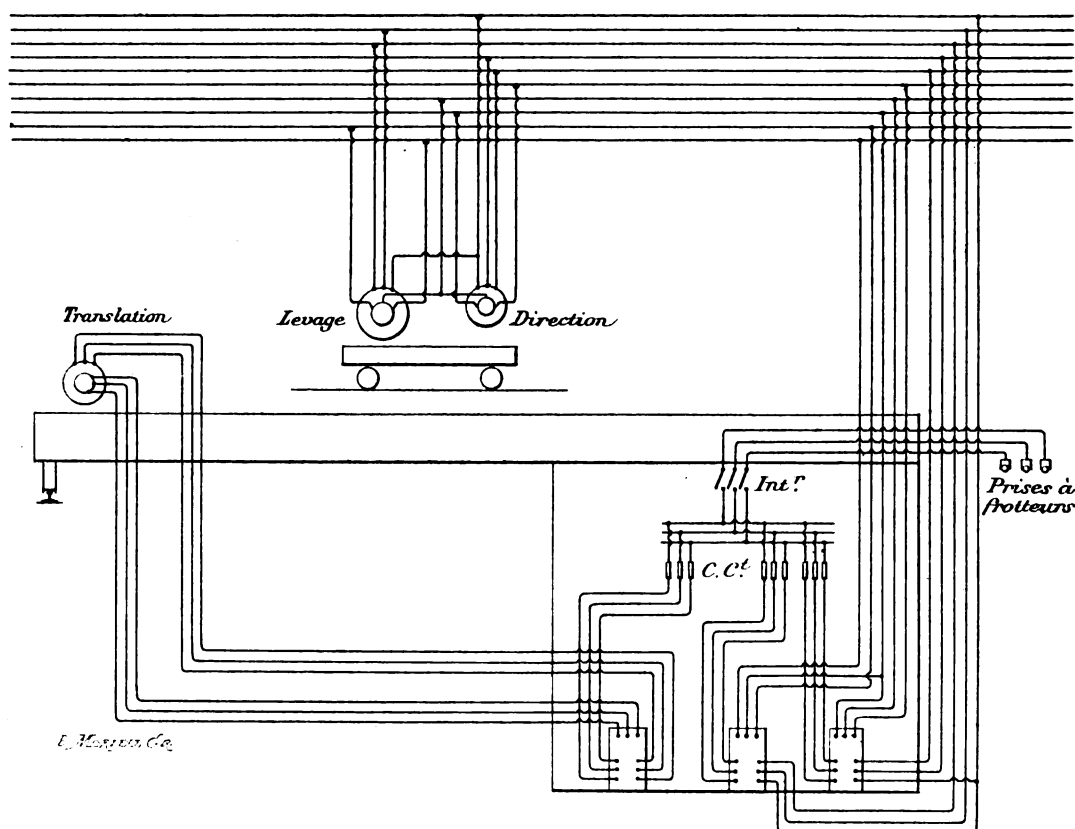 Translation
Levage
Direction
Int.r
Prises à
frotteurs
C.Ct.